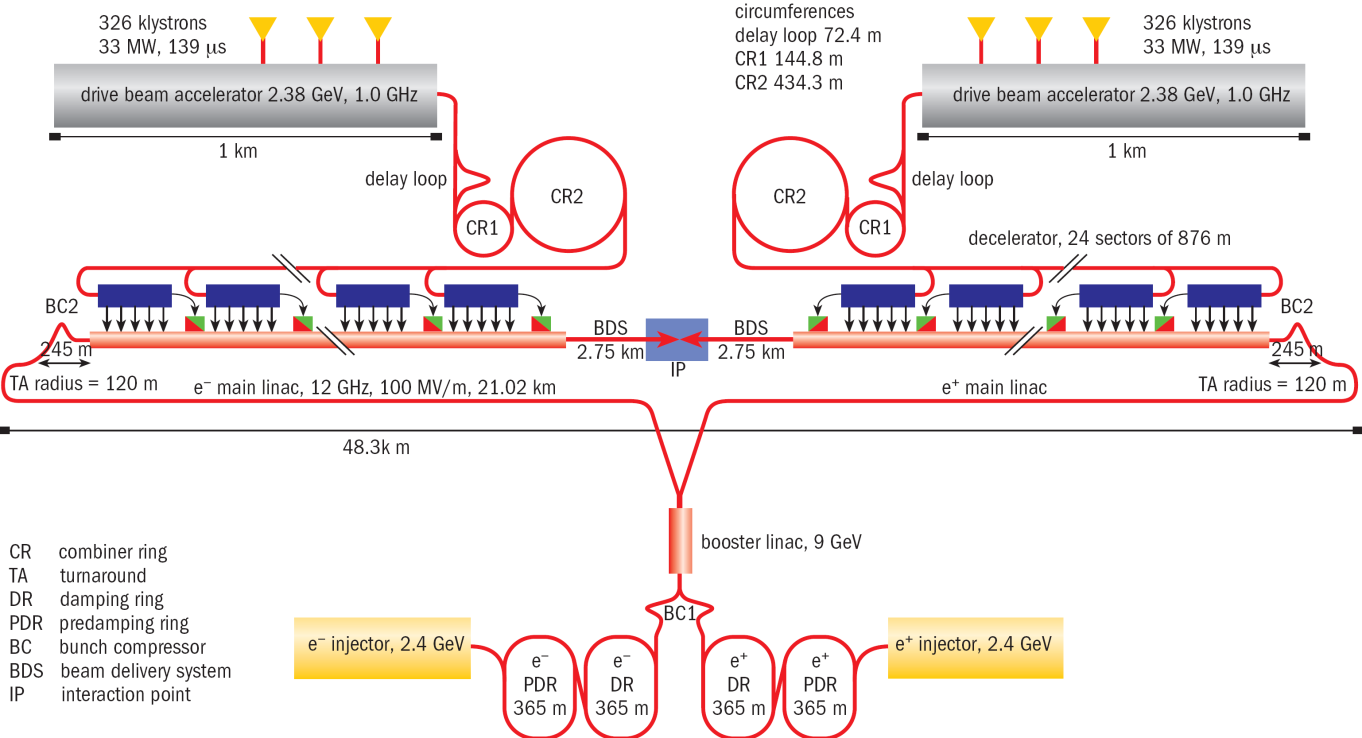 326 klystrons
33 MW, 139 μs
circumferences
delay loop 72.4 m
CR1 144.8 m
CR2 434.3 m
326 klystrons
33 MW, 139 μs
drive beam accelerator 2.38 GeV, 1.0 GHz
drive beam accelerator 2.38 GeV, 1.0 GHz
1 km
1 km
delay loop
CR1
CR2
CR2
CR1
delay loop
decelerator, 24 sectors of 876 m
BC2
BC2
245 m
BDS
2.75 km
IP
BDS
2.75 km
245 m
TA radius = 120 m
e⁻ main linac, 12 GHz, 100 MV/m, 21.02 km
e⁺ main linac
TA radius = 120 m
48.3k m
booster linac, 9 GeV
BC1
CR combiner ring
TA turnaround
DR damping ring
PDR predamping ring
BC bunch compressor
BDS beam delivery system
IP interaction point
e⁻ injector, 2.4 GeV
e⁻
PDR
365 m
e⁻
DR
365 m
e⁺
DR
365 m
e⁺
PDR
365 m
e⁺ injector, 2.4 GeV